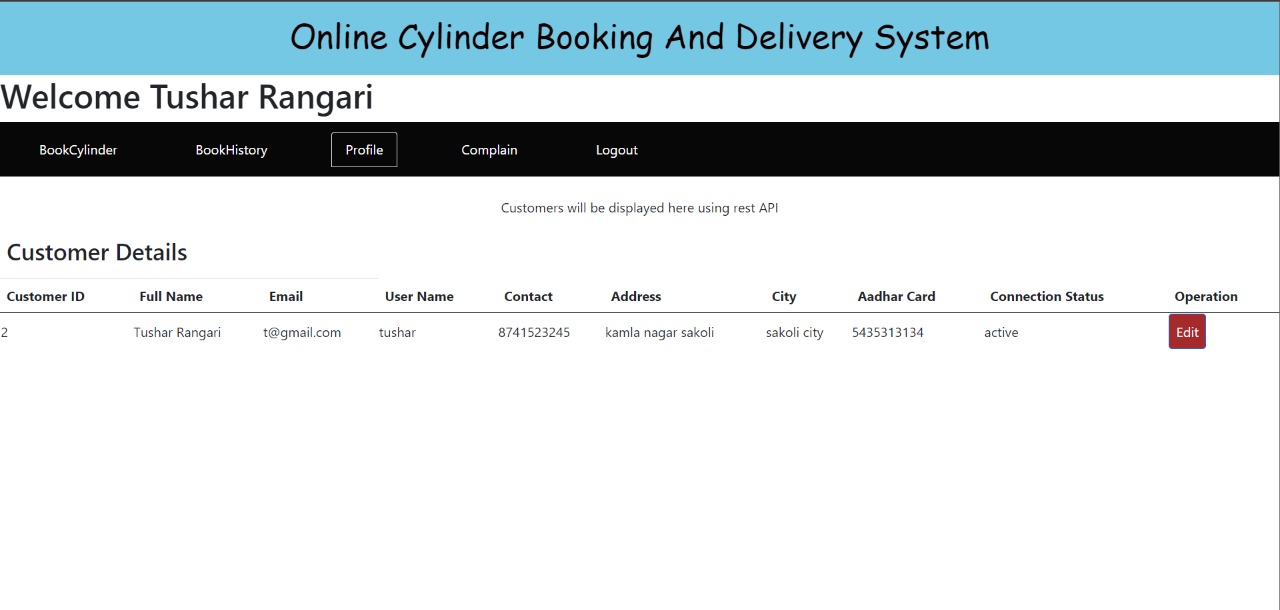 Online Cylinder Booking And Delivery System
Welcome Tushar Rangari
BookCylinder BookHistory Profile Complain Logout
Customers will be displayed here using rest API
Customer Details
Customer ID Full Name Email User Name Contact Address City Aadhar Card Connection Status Operation
2 Tushar Rangari t@gmail.com tushar 8741523245 kamla nagar sakoli sakoli city 5435313134 active Edit